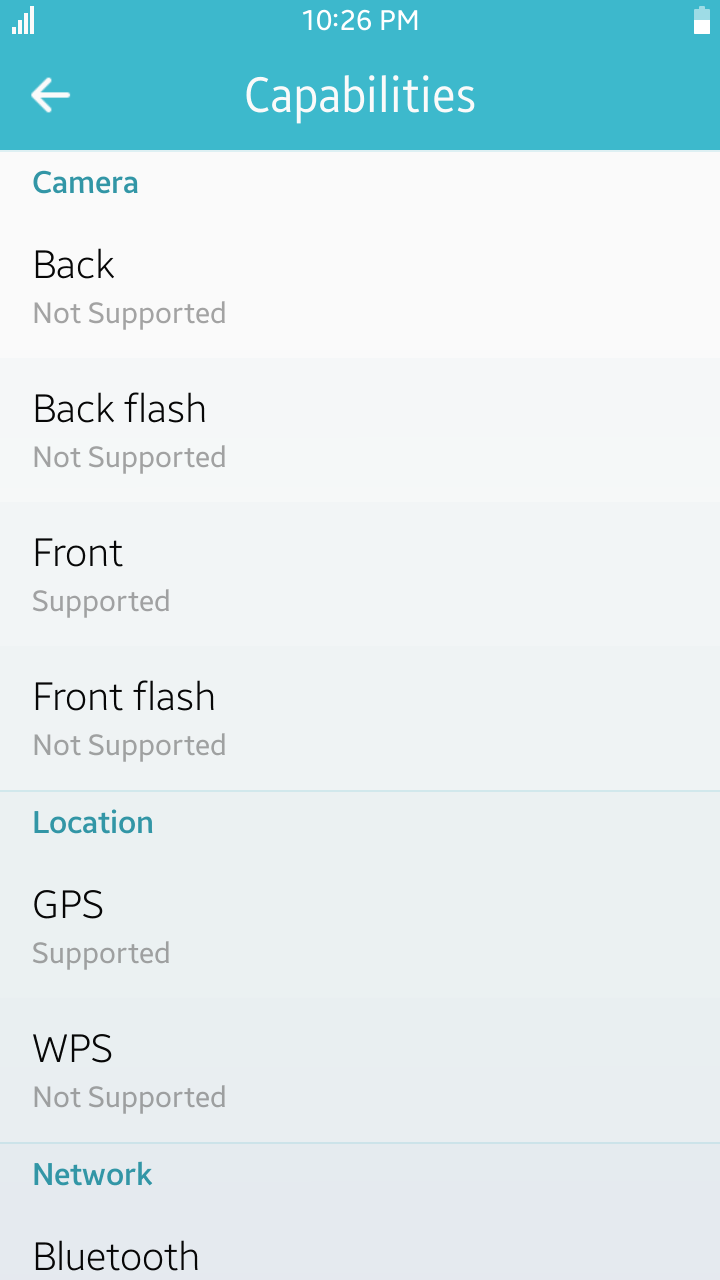 10:26 PM
Capabilities
Camera
Back
Not Supported
Back flash
Not Supported
Front
Supported
Front flash
Not Supported
Location
GPS
Supported
WPS
Not Supported
Network
Bluetooth